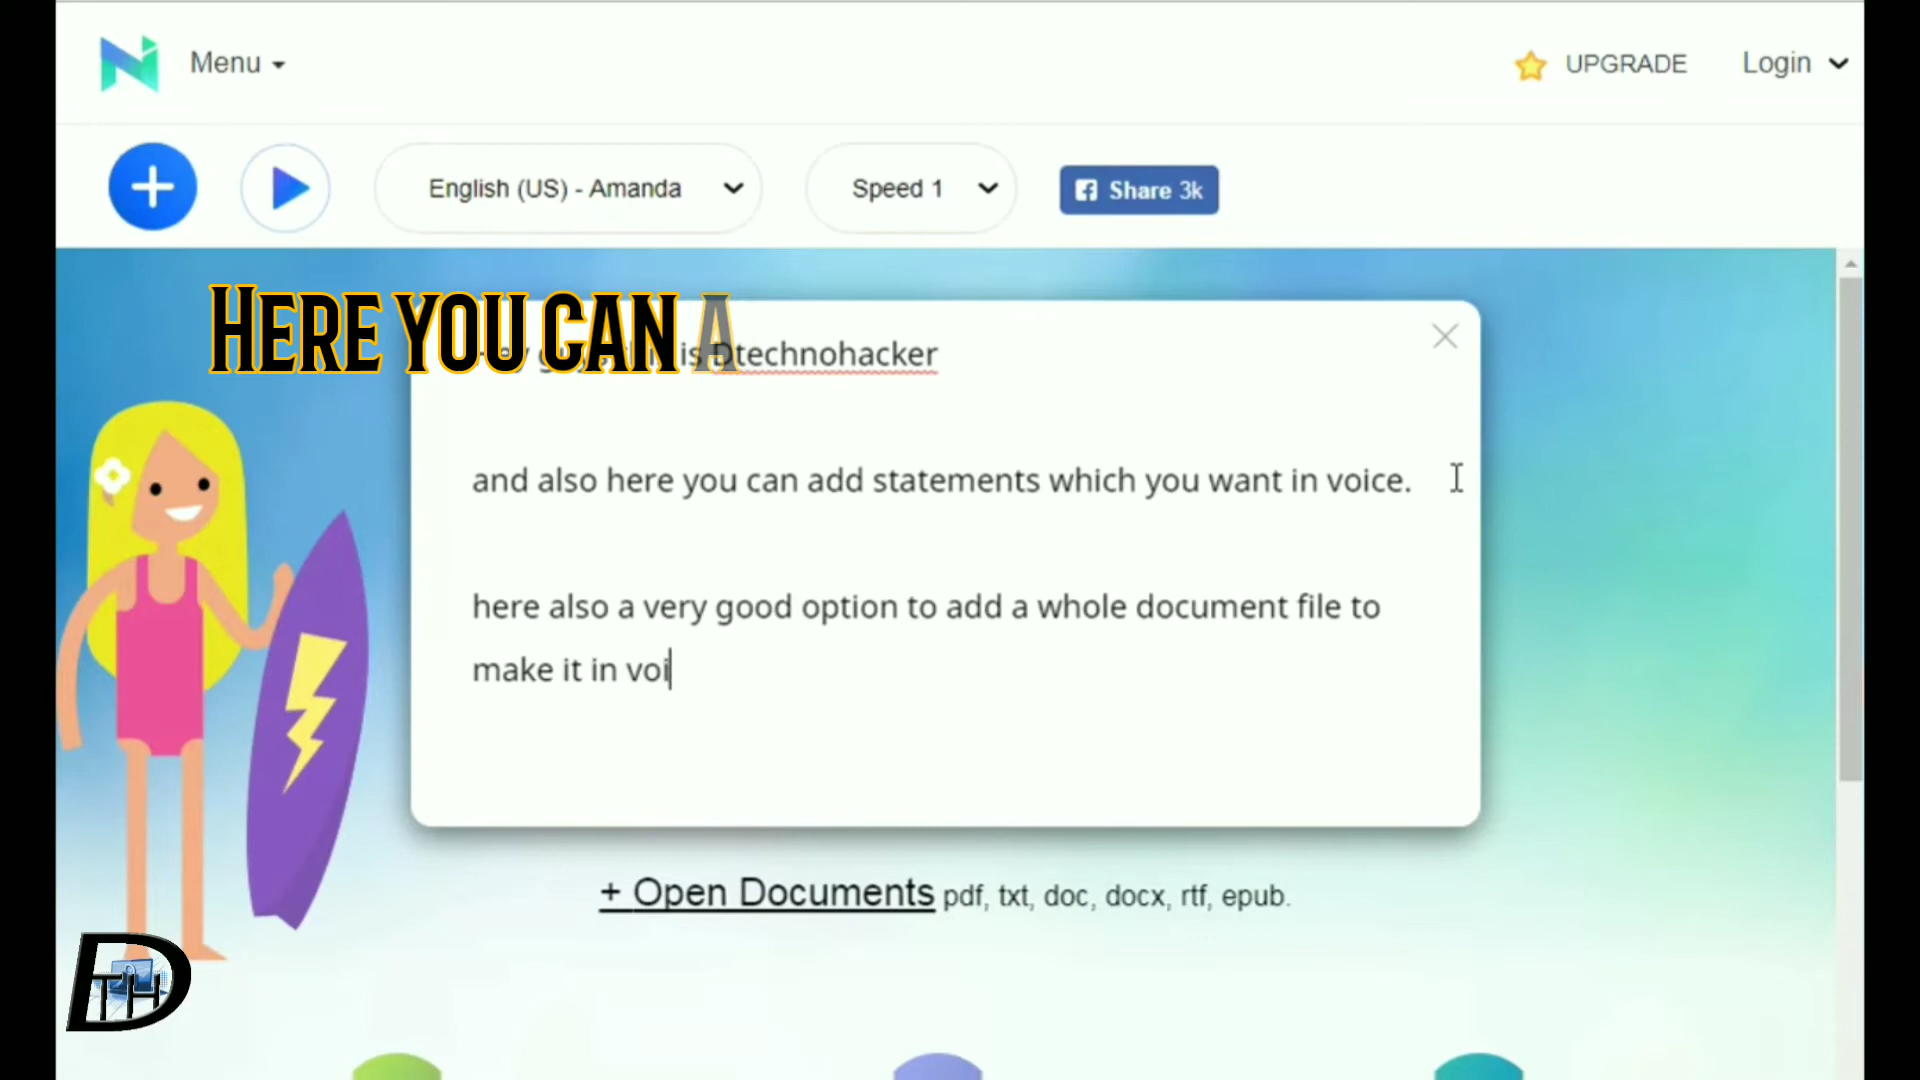 Menu
UPGRADE
Login
English (US) - Amanda
Speed 1
Share 3k
HERE YOU CAN A
is Dtechnohacker
and also here you can add statements which you want in voice.
here also a very good option to add a whole document file to
make it in voi
+ Open Documents pdf, txt, doc, docx, rtf, epub.
DTH